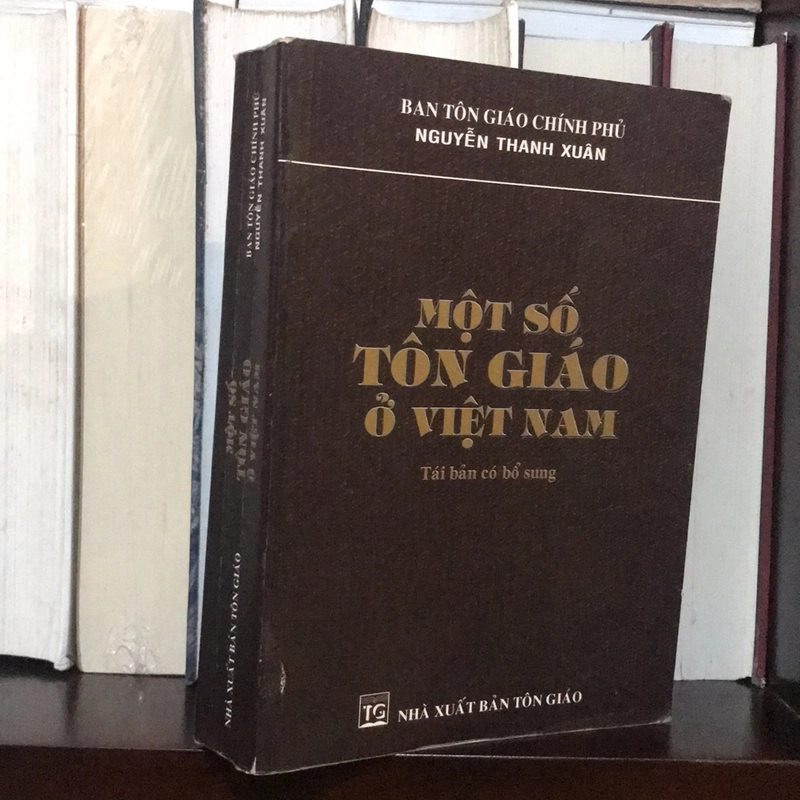 BAN TÔN GIÁO CHÍNH PHỦ
NGUYỄN THANH XUÂN
MỘT SỐ
TÔN GIÁO
Ở VIỆT NAM
Tái bản có bổ sung
TG
NHÀ XUẤT BẢN TÔN GIÁO
BAN TÔN GIÁO CHÍNH PHỦ
NGUYỄN THANH XUÂN
MỘT SỐ
TÔN GIÁO
Ở VIỆT NAM
NHÀ XUẤT BẢN TÔN GIÁO